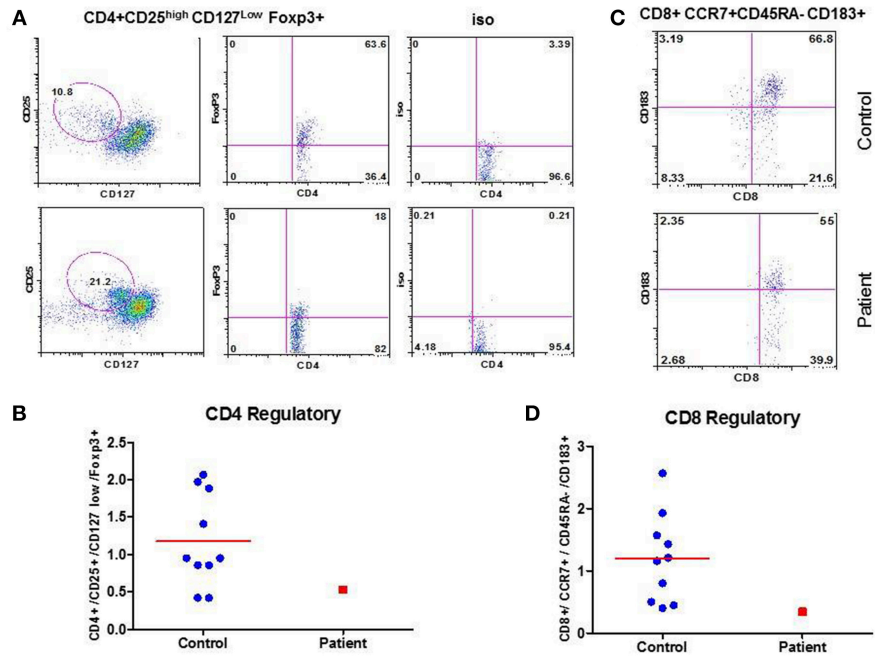 A
CD4+CD25high CD127Low Foxp3+
iso
C
CD8+ CCR7+CD45RA- CD183+
10.8
CD25
CD127
0
63.6
FoxP3
0
36.4
CD4
0
3.39
iso
0
96.6
CD4
3.19
66.8
CD183
8.33
21.6
CD8
Control
21.2
CD25
CD127
0
18
FoxP3
0
82
CD4
0.21
0.21
iso
4.18
95.4
CD4
2.35
55
CD183
2.68
39.9
CD8
Patient
B
CD4 Regulatory
CD4+ /CD25+ /CD127 low /Foxp3+
2.5
2.0
1.5
1.0
0.5
0.0
Control
Patient
D
CD8 Regulatory
CD8+/ CCR7+ / CD45RA- /CD183+
3
2
1
0
Control
Patient